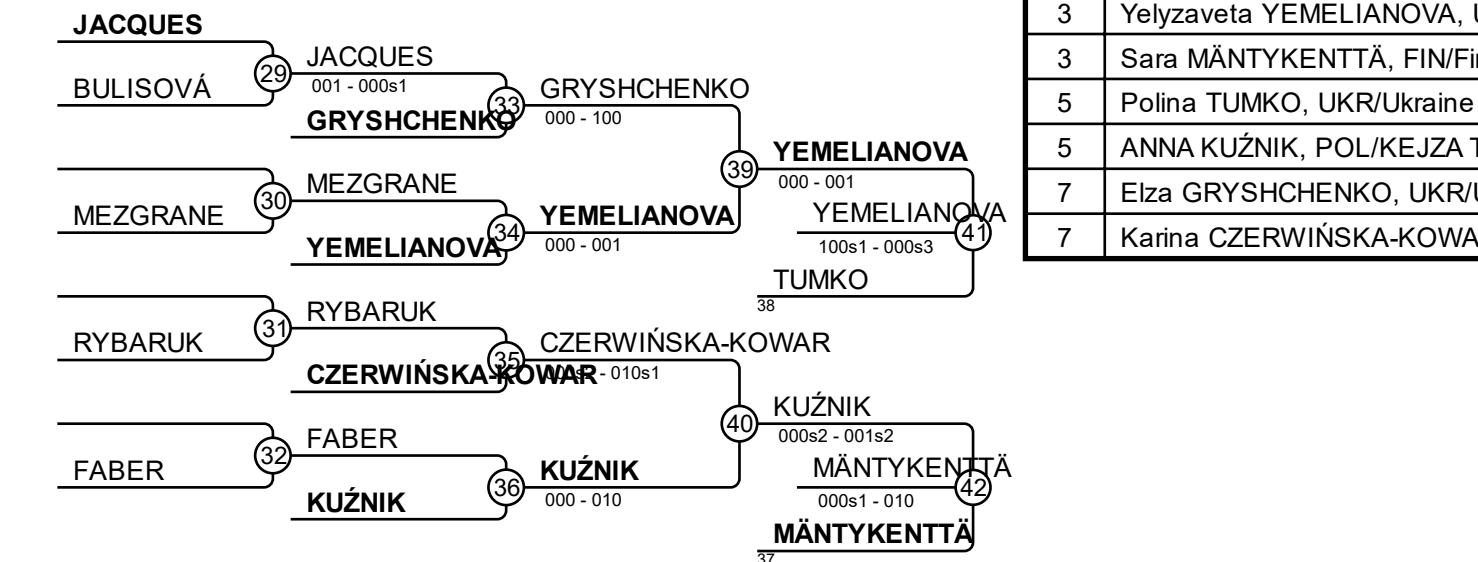 JACQUES
BULISOVÁ
29
JACQUES
001 - 000s1
GRYSHCHENKO
33
GRYSHCHENKO
000 - 100
MEZGRANE
30
MEZGRANE
YEMELIANOVA
34
YEMELIANOVA
000 - 001
39
YEMELIANOVA
000 - 001
YEMELIANOVA
41
100s1 - 000s3
TUMKO
38
RYBARUK
31
RYBARUK
CZERWIŃSKA-KOWAR
35
CZERWIŃSKA-KOWAR
- 010s1
FABER
32
FABER
KUŹNIK
36
KUŹNIK
000 - 010
40
KUŹNIK
000s2 - 001s2
MÄNTYKENTTÄ
42
000s1 - 010
MÄNTYKENTTÄ
37
3 Yelyzaveta YEMELIANOVA,
3 Sara MÄNTYKENTTÄ, FIN/Fin
5 Polina TUMKO, UKR/Ukraine
5 ANNA KUŹNIK, POL/KEJZA T
7 Elza GRYSHCHENKO, UKR/U
7 Karina CZERWIŃSKA-KOWA